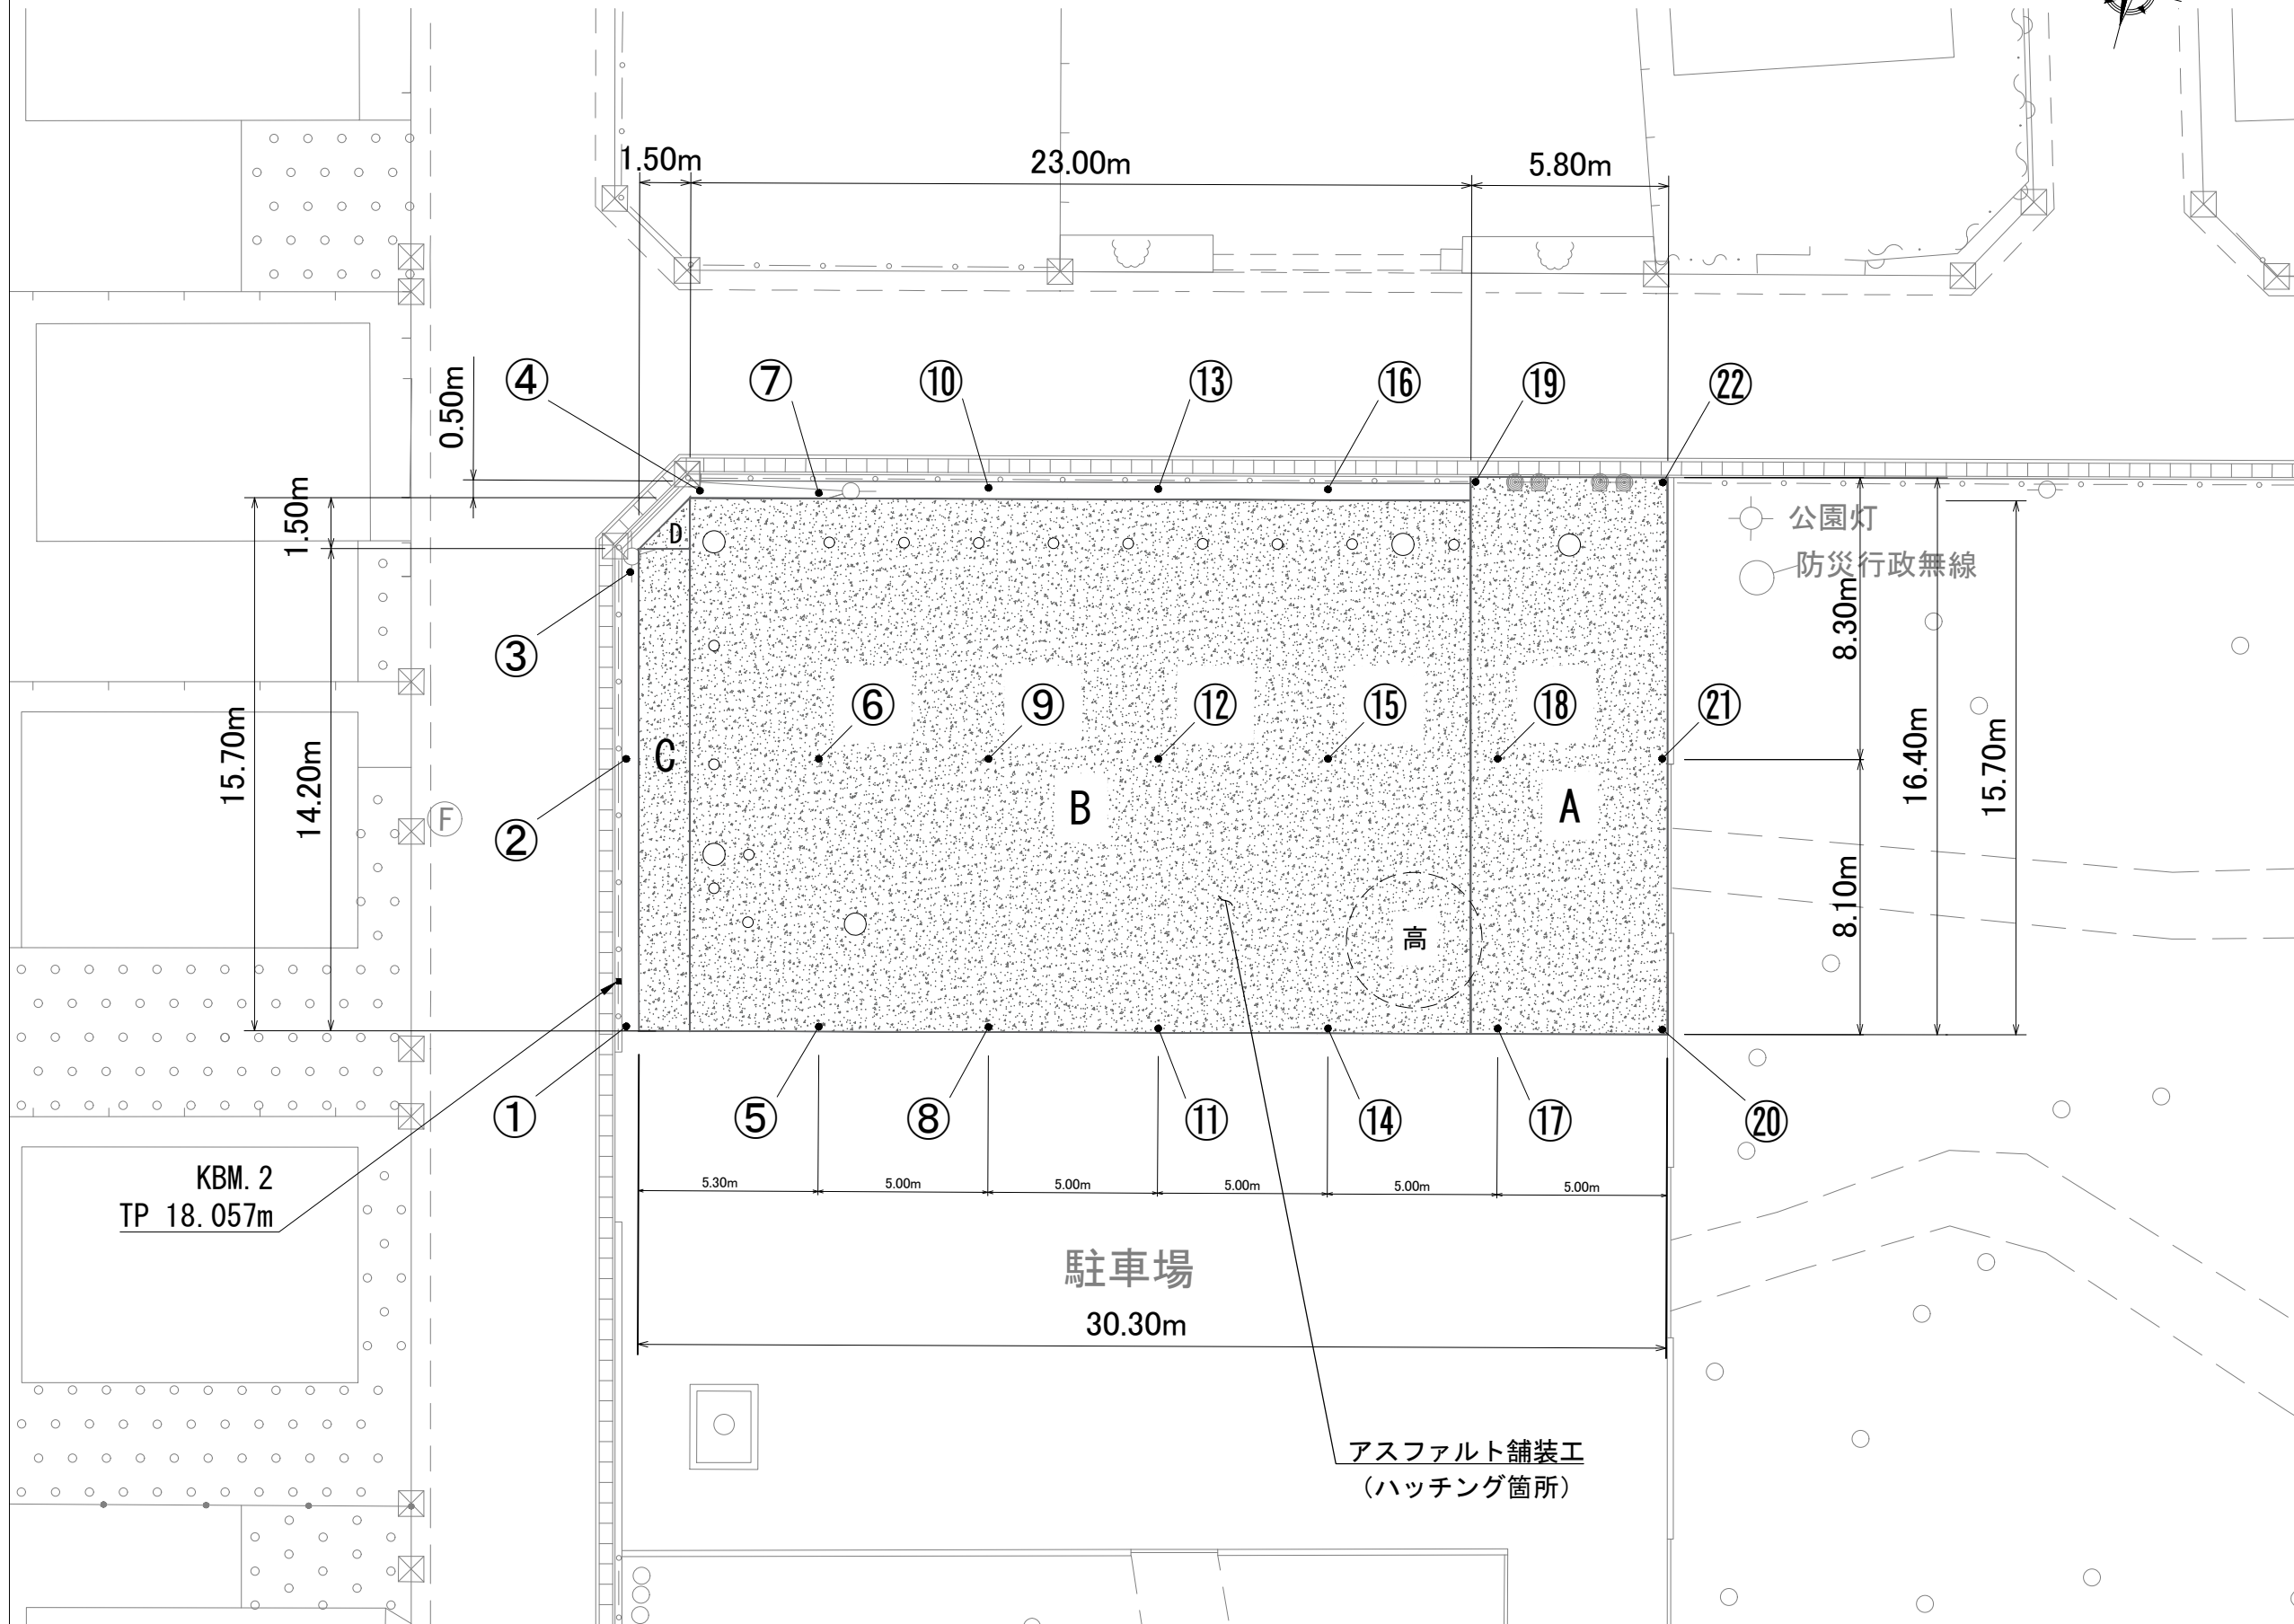 1.50m
23.00m
5.80m
④
⑦
⑩
⑬
⑯
⑲
㉒
0.50m
1.50m
D
公園灯
防災行政無線
8.30m
③
⑥
⑨
⑫
⑮
⑱
㉑
15.70m
14.20m
C
B
A
16.40m
15.70m
②
F
8.10m
高
①
⑤
⑧
⑪
⑭
⑰
⑳
KBM.2
TP 18.057m
5.30m
5.00m
5.00m
5.00m
5.00m
5.00m
駐車場
30.30m
アスファルト舗装工
(ハッチング箇所)